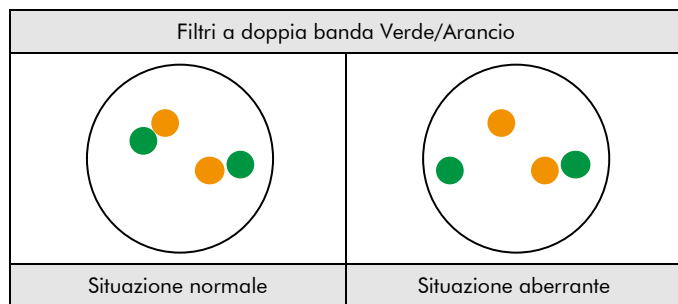 Filtri a doppia banda Verde/Arancio
Situazione normale
Situazione aberrante